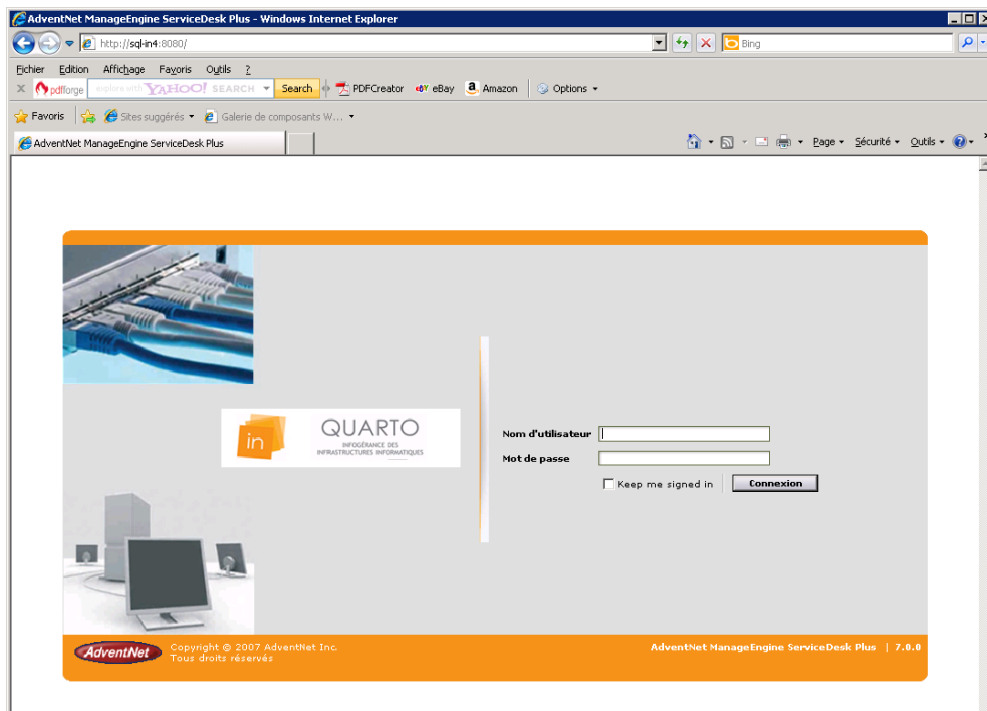 AdventNet ManageEngine ServiceDesk Plus - Windows Internet Explorer
http://sql-in4:8080/
Bing
Fichier Edition Affichage Favoris Outils ?
pdfforge explore with YAHOO! SEARCH Search PDFCreator eBay Amazon Options
Favoris Sites suggérés Galerie de composants W...
AdventNet ManageEngine ServiceDesk Plus
Page Sécurité Outils
in QUARTO
INFOGÉRANCE DES
INFRASTRUCTURES INFORMATIQUES
Nom d'utilisateur
Mot de passe
Keep me signed in Connexion
AdventNet Copyright @ 2007 AdventNet Inc.
Tous droits réservés
AdventNet ManageEngine ServiceDesk Plus | 7.0.0